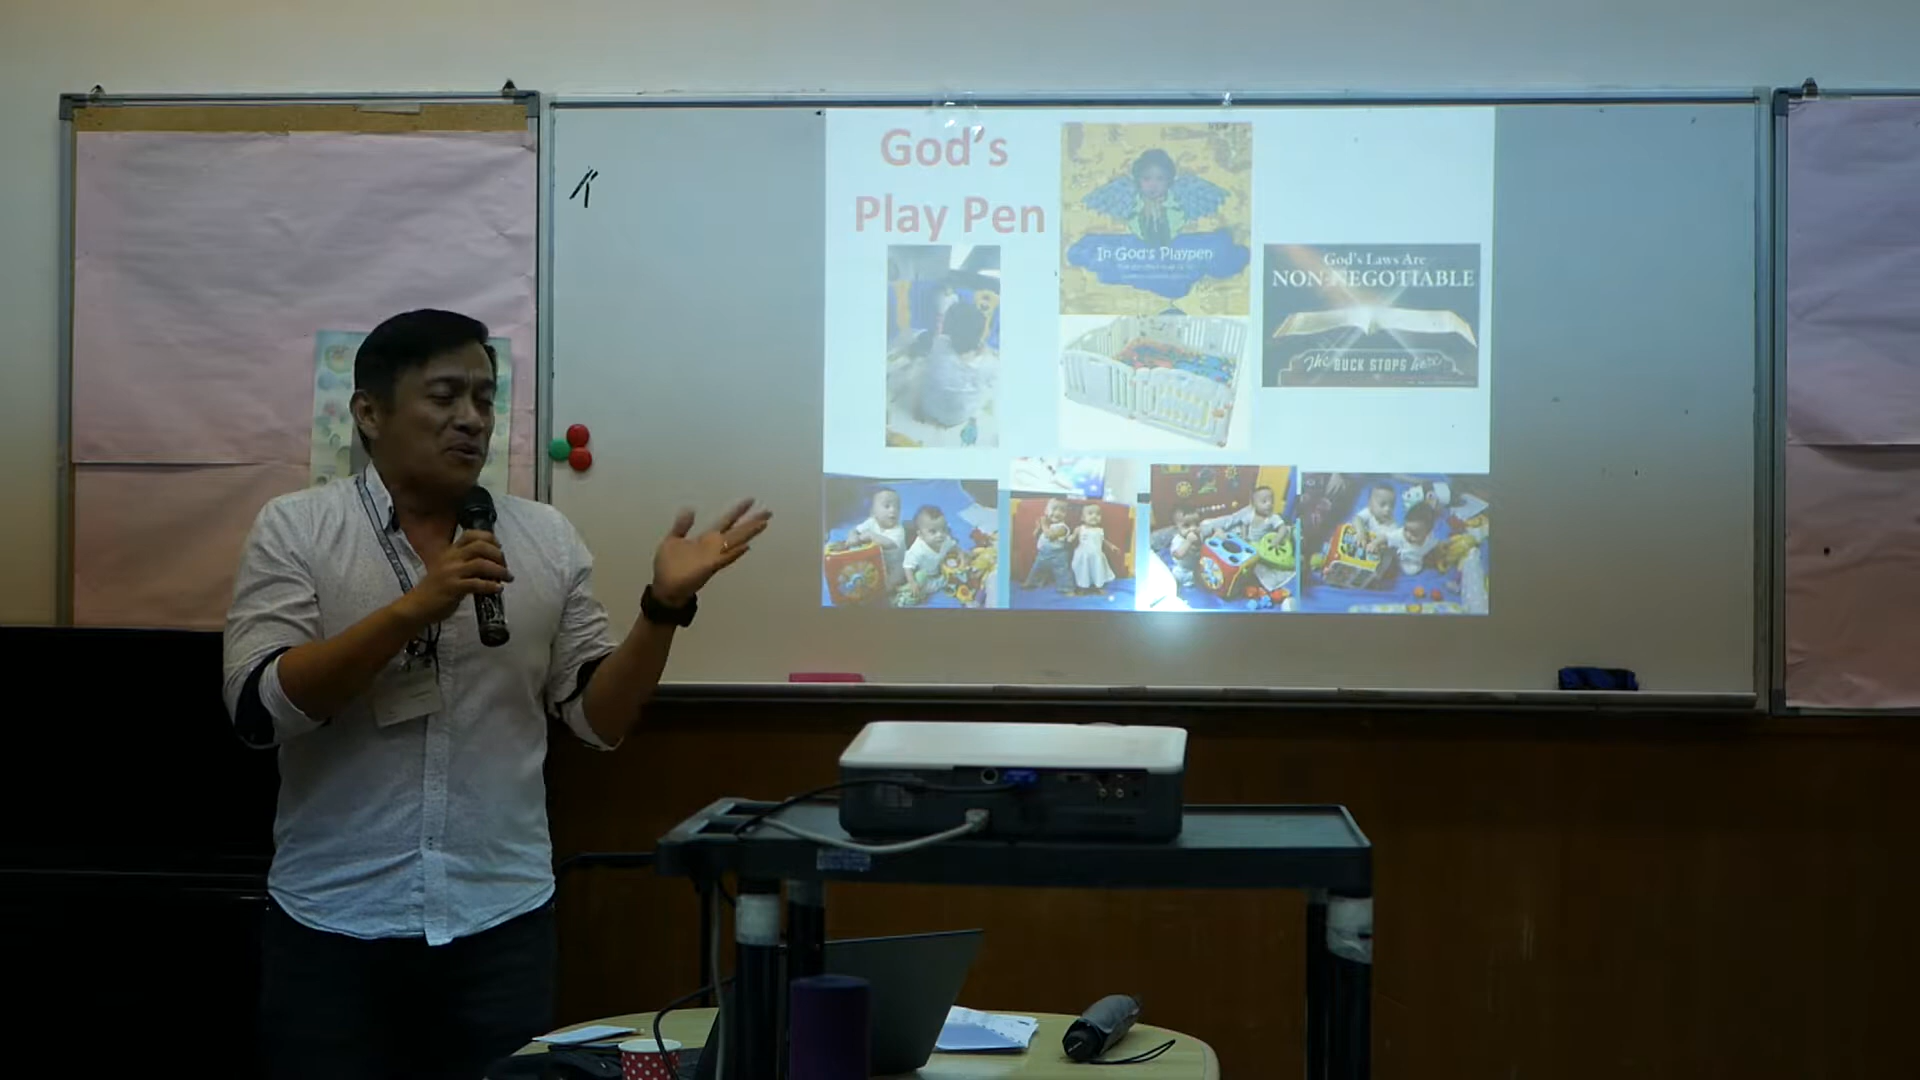 God's
Play Pen
In God's Playpen
God's Laws Are
NON-NEGOTIABLE
The BUCK STOPS here